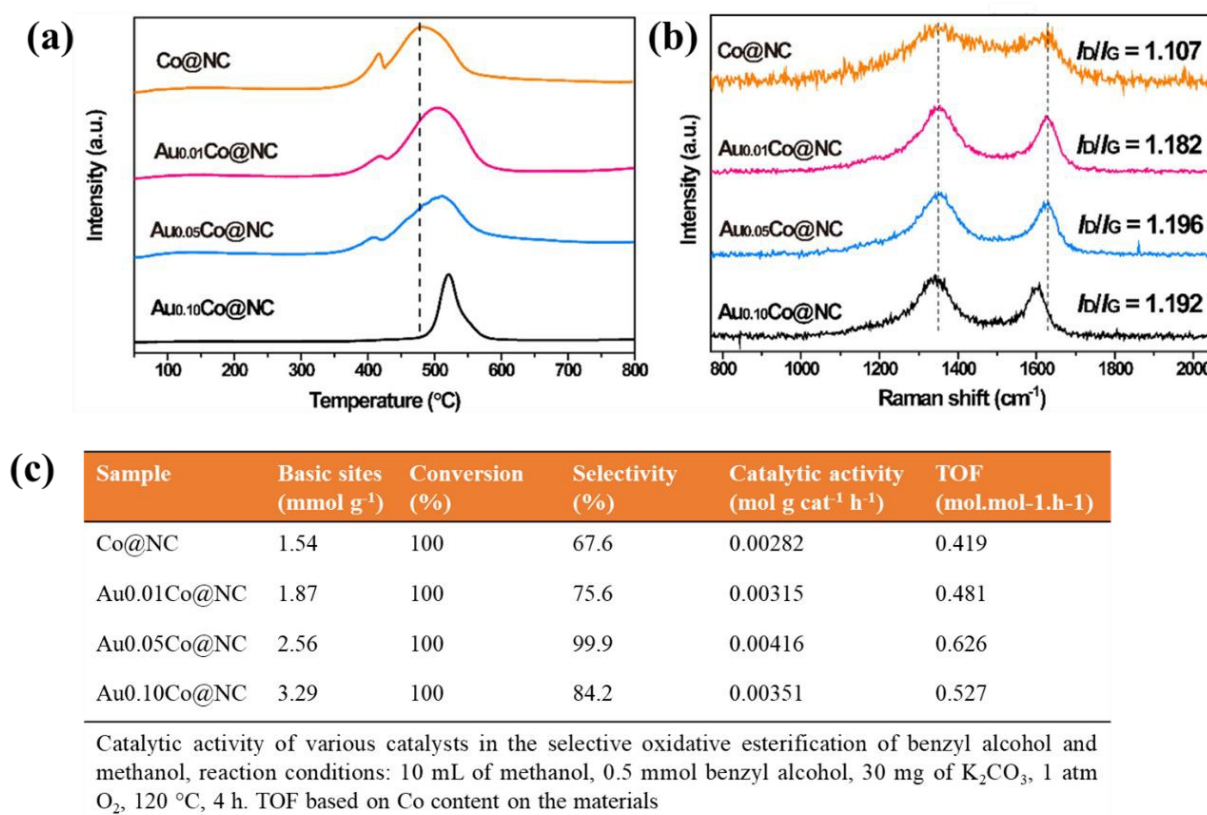 (a)
Co@NC
Au0.01Co@NC
Au0.05Co@NC
Au0.10Co@NC
Intensity (a.u.)
100 200 300 400 500 600 700 800
Temperature (°C)
(b)
Co@NC
ID/IG = 1.107
Au0.01Co@NC
ID/IG = 1.182
Au0.05Co@NC
ID/IG = 1.196
Au0.10Co@NC
ID/IG = 1.192
Intensity (a.u.)
800 1000 1200 1400 1600 1800 2000
Raman shift (cm-1)
(c)
Sample Basic sites (mmol g-1) Conversion (%) Selectivity (%) Catalytic activity (mol g cat-1 h-1) TOF (mol.mol-1.h-1)
Co@NC 1.54 100 67.6 0.00282 0.419
Au0.01Co@NC 1.87 100 75.6 0.00315 0.481
Au0.05Co@NC 2.56 100 99.9 0.00416 0.626
Au0.10Co@NC 3.29 100 84.2 0.00351 0.527
Catalytic activity of various catalysts in the selective oxidative esterification of benzyl alcohol and
methanol, reaction conditions: 10 mL of methanol, 0.5 mmol benzyl alcohol, 30 mg of K2CO3, 1 atm
O2, 120 °C, 4 h. TOF based on Co content on the materials